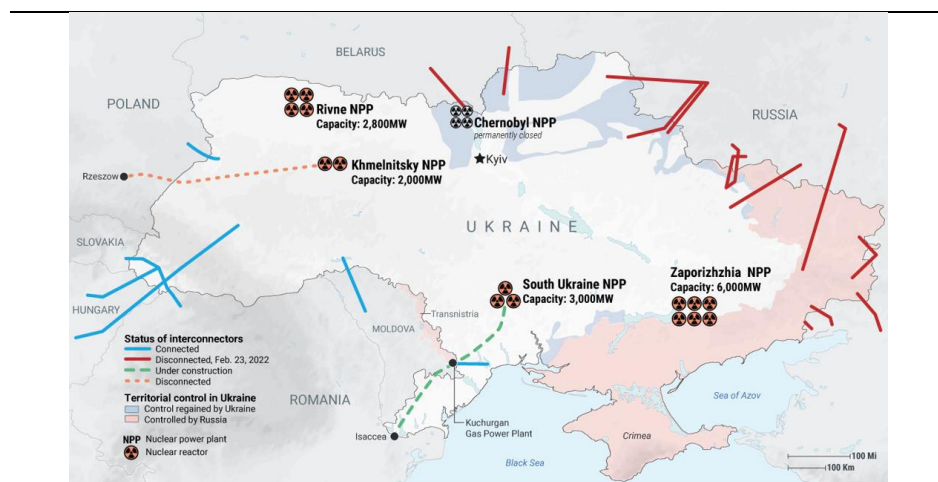 BELARUS
POLAND
RUSSIA
Rivne NPP
Capacity: 2,800MW
Chernobyl NPP
permanently closed
Kyiv
Khmelnitsky NPP
Capacity: 2,000MW
Rzeszow
UKRAINE
SLOVAKIA
HUNGARY
South Ukraine NPP
Capacity: 3,000MW
Zaporizhzhia NPP
Capacity: 6,000MW
Transnistria
MOLDOVA
Status of interconnectors
Connected
Disconnected, Feb. 23, 2022
Under construction
Disconnected
Territorial control in Ukraine
Control regained by Ukraine
Controlled by Russia
NPP Nuclear power plant
Nuclear reactor
ROMANIA
Isaccea
Kuchurgan
Gas Power Plant
Sea of Azov
Crimea
Black Sea
100 Mi
100 Km